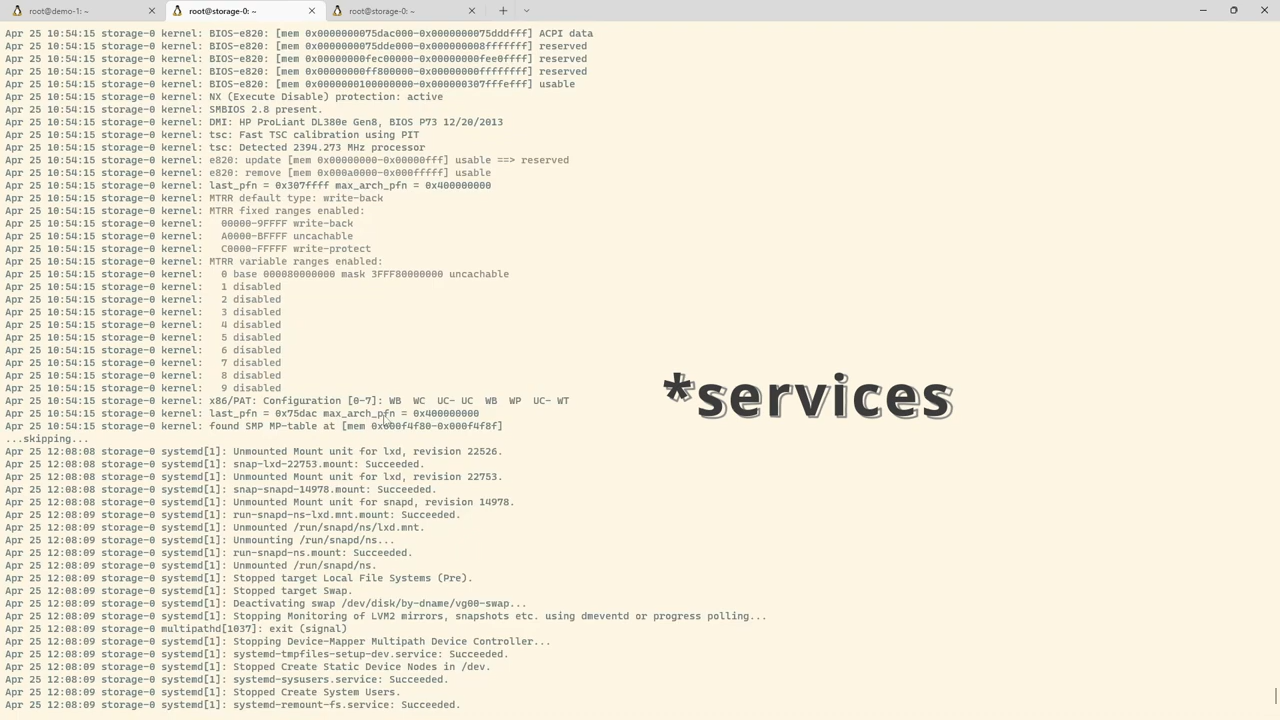 root@demo-1: ~
root@storage-0: ~
root@storage-0: ~
Apr 25 10:54:15 storage-0 kernel: BIOS-e820: [mem 0x0000000075dac000-0x0000000075dddfff] ACPI data
Apr 25 10:54:15 storage-0 kernel: BIOS-e820: [mem 0x0000000075dde000-0x000000008fffffff] reserved
Apr 25 10:54:15 storage-0 kernel: BIOS-e820: [mem 0x00000000fec00000-0x00000000fee0ffff] reserved
Apr 25 10:54:15 storage-0 kernel: BIOS-e820: [mem 0x00000000ff800000-0x00000000ffffffff] reserved
Apr 25 10:54:15 storage-0 kernel: BIOS-e820: [mem 0x0000000100000000-0x000000307fffefff] usable
Apr 25 10:54:15 storage-0 kernel: NX (Execute Disable) protection: active
Apr 25 10:54:15 storage-0 kernel: SMBIOS 2.8 present.
Apr 25 10:54:15 storage-0 kernel: DMI: HP ProLiant DL380e Gen8, BIOS P73 12/20/2013
Apr 25 10:54:15 storage-0 kernel: tsc: Fast TSC calibration using PIT
Apr 25 10:54:15 storage-0 kernel: tsc: Detected 2394.273 MHz processor
Apr 25 10:54:15 storage-0 kernel: e820: update [mem 0x00000000-0x00000fff] usable ==> reserved
Apr 25 10:54:15 storage-0 kernel: e820: remove [mem 0x000a0000-0x000fffff] usable
Apr 25 10:54:15 storage-0 kernel: last_pfn = 0x307ffff max_arch_pfn = 0x400000000
Apr 25 10:54:15 storage-0 kernel: MTRR default type: write-back
Apr 25 10:54:15 storage-0 kernel: MTRR fixed ranges enabled:
Apr 25 10:54:15 storage-0 kernel:   00000-9FFFF write-back
Apr 25 10:54:15 storage-0 kernel:   A0000-BFFFF uncachable
Apr 25 10:54:15 storage-0 kernel:   C0000-FFFFF write-protect
Apr 25 10:54:15 storage-0 kernel: MTRR variable ranges enabled:
Apr 25 10:54:15 storage-0 kernel:   0 base 000080000000 mask 3FFF80000000 uncachable
Apr 25 10:54:15 storage-0 kernel:   1 disabled
Apr 25 10:54:15 storage-0 kernel:   2 disabled
Apr 25 10:54:15 storage-0 kernel:   3 disabled
Apr 25 10:54:15 storage-0 kernel:   4 disabled
Apr 25 10:54:15 storage-0 kernel:   5 disabled
Apr 25 10:54:15 storage-0 kernel:   6 disabled
Apr 25 10:54:15 storage-0 kernel:   7 disabled
Apr 25 10:54:15 storage-0 kernel:   8 disabled
Apr 25 10:54:15 storage-0 kernel:   9 disabled
Apr 25 10:54:15 storage-0 kernel: x86/PAT: Configuration [0-7]: WB  WC  UC- UC  WB  WP  UC- WT
Apr 25 10:54:15 storage-0 kernel: last_pfn = 0x75dac max_arch_pfn = 0x400000000
Apr 25 10:54:15 storage-0 kernel: found SMP MP-table at [mem 0x000f4f80-0x000f4f8f]
*services
...skipping...
Apr 25 12:08:08 storage-0 systemd[1]: Unmounted Mount unit for lxd, revision 22526.
Apr 25 12:08:08 storage-0 systemd[1]: snap-lxd-22753.mount: Succeeded.
Apr 25 12:08:08 storage-0 systemd[1]: Unmounted Mount unit for lxd, revision 22753.
Apr 25 12:08:08 storage-0 systemd[1]: snap-snapd-14978.mount: Succeeded.
Apr 25 12:08:08 storage-0 systemd[1]: Unmounted Mount unit for snapd, revision 14978.
Apr 25 12:08:09 storage-0 systemd[1]: run-snapd-ns-lxd.mnt.mount: Succeeded.
Apr 25 12:08:09 storage-0 systemd[1]: Unmounted /run/snapd/ns/lxd.mnt.
Apr 25 12:08:09 storage-0 systemd[1]: Unmounting /run/snapd/ns...
Apr 25 12:08:09 storage-0 systemd[1]: run-snapd-ns.mount: Succeeded.
Apr 25 12:08:09 storage-0 systemd[1]: Unmounted /run/snapd/ns.
Apr 25 12:08:09 storage-0 systemd[1]: Stopped target Local File Systems (Pre).
Apr 25 12:08:09 storage-0 systemd[1]: Stopped target Swap.
Apr 25 12:08:09 storage-0 systemd[1]: Deactivating swap /dev/disk/by-dname/vg00-swap...
Apr 25 12:08:09 storage-0 systemd[1]: Stopping Monitoring of LVM2 mirrors, snapshots etc. using dmeventd or progress polling...
Apr 25 12:08:09 storage-0 multipathd[1037]: exit (signal)
Apr 25 12:08:09 storage-0 systemd[1]: Stopping Device-Mapper Multipath Device Controller...
Apr 25 12:08:09 storage-0 systemd[1]: systemd-tmpfiles-setup-dev.service: Succeeded.
Apr 25 12:08:09 storage-0 systemd[1]: Stopped Create Static Device Nodes in /dev.
Apr 25 12:08:09 storage-0 systemd[1]: systemd-sysusers.service: Succeeded.
Apr 25 12:08:09 storage-0 systemd[1]: Stopped Create System Users.
Apr 25 12:08:09 storage-0 systemd[1]: systemd-remount-fs.service: Succeeded.